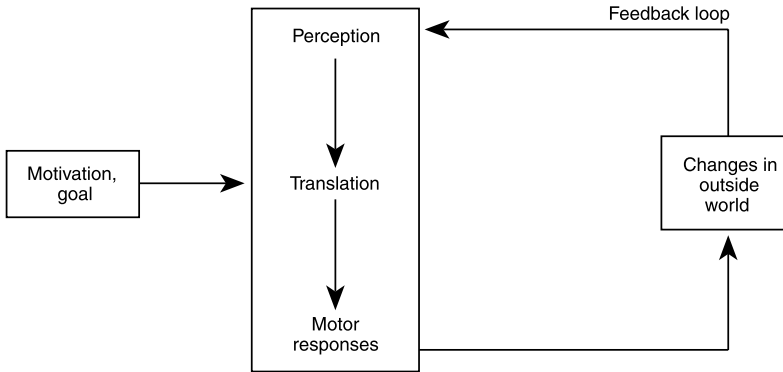 Feedback loop
Perception
Motivation,
goal
Translation
Changes in
outside
world
Motor
responses